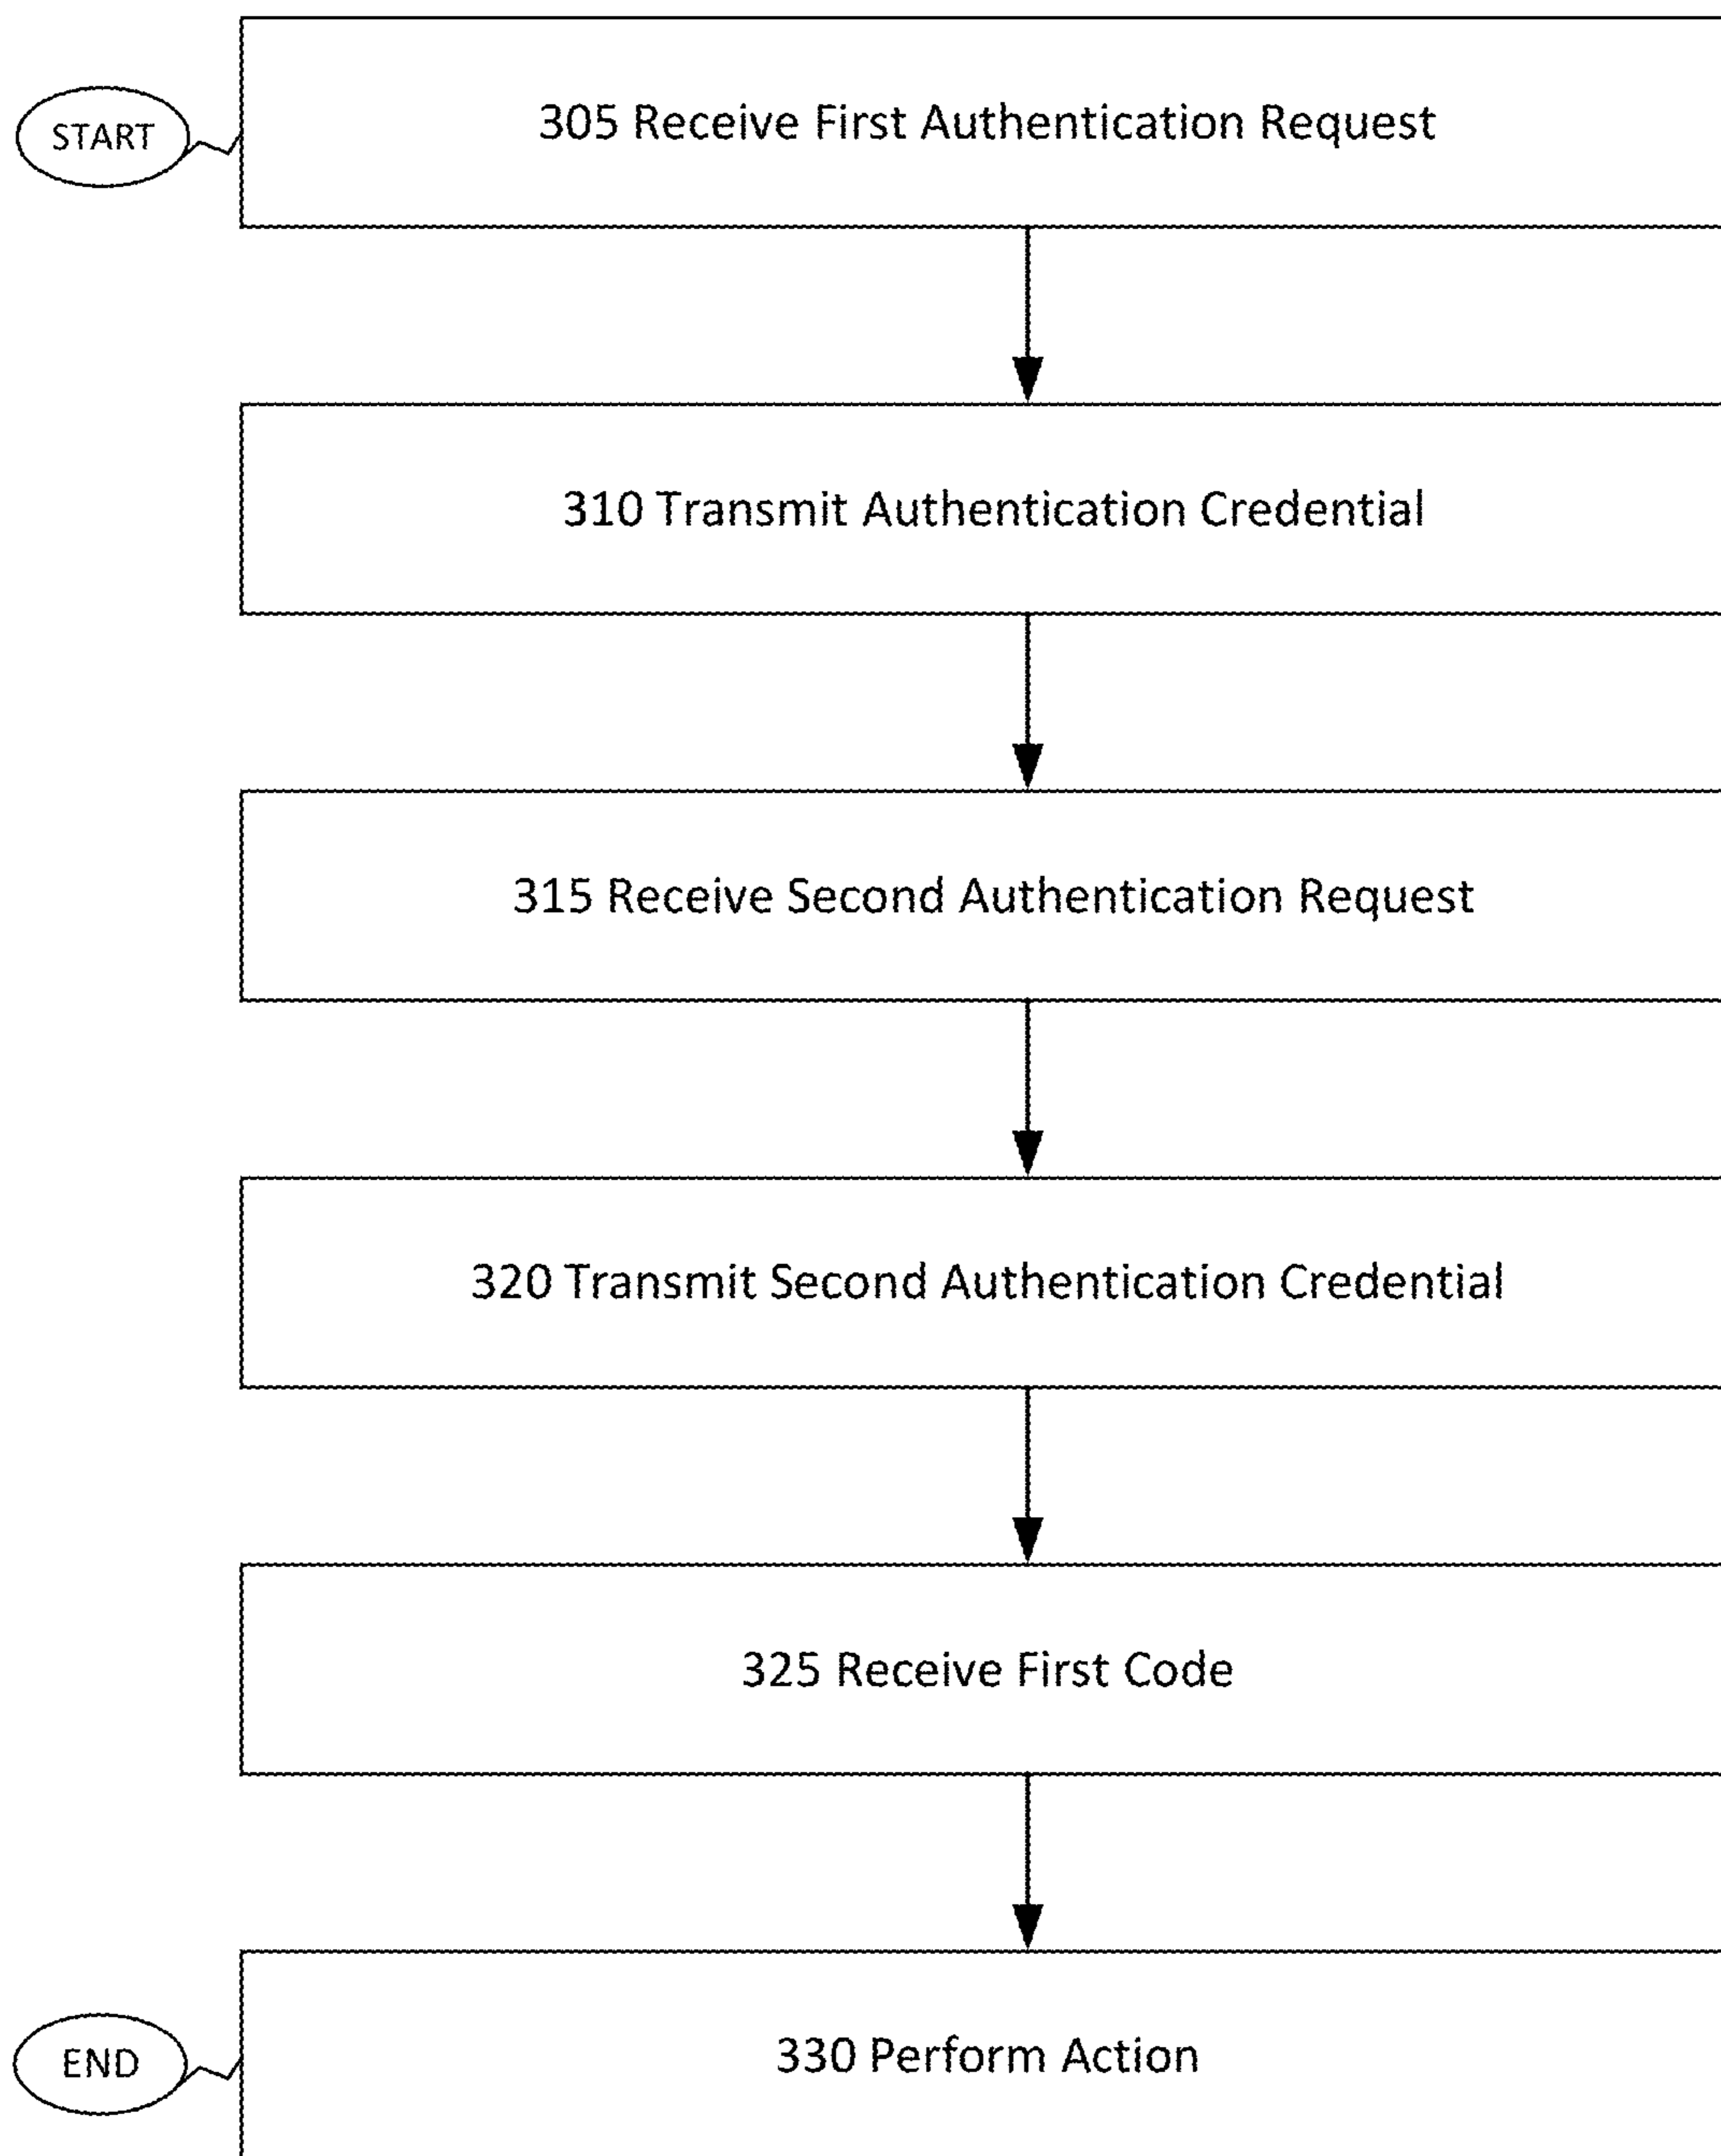 START
305 Receive First Authentication Request
310 Transmit Authentication Credential
315 Receive Second Authentication Request
320 Transmit Second Authentication Credential
325 Receive First Code
END
330 Perform Action